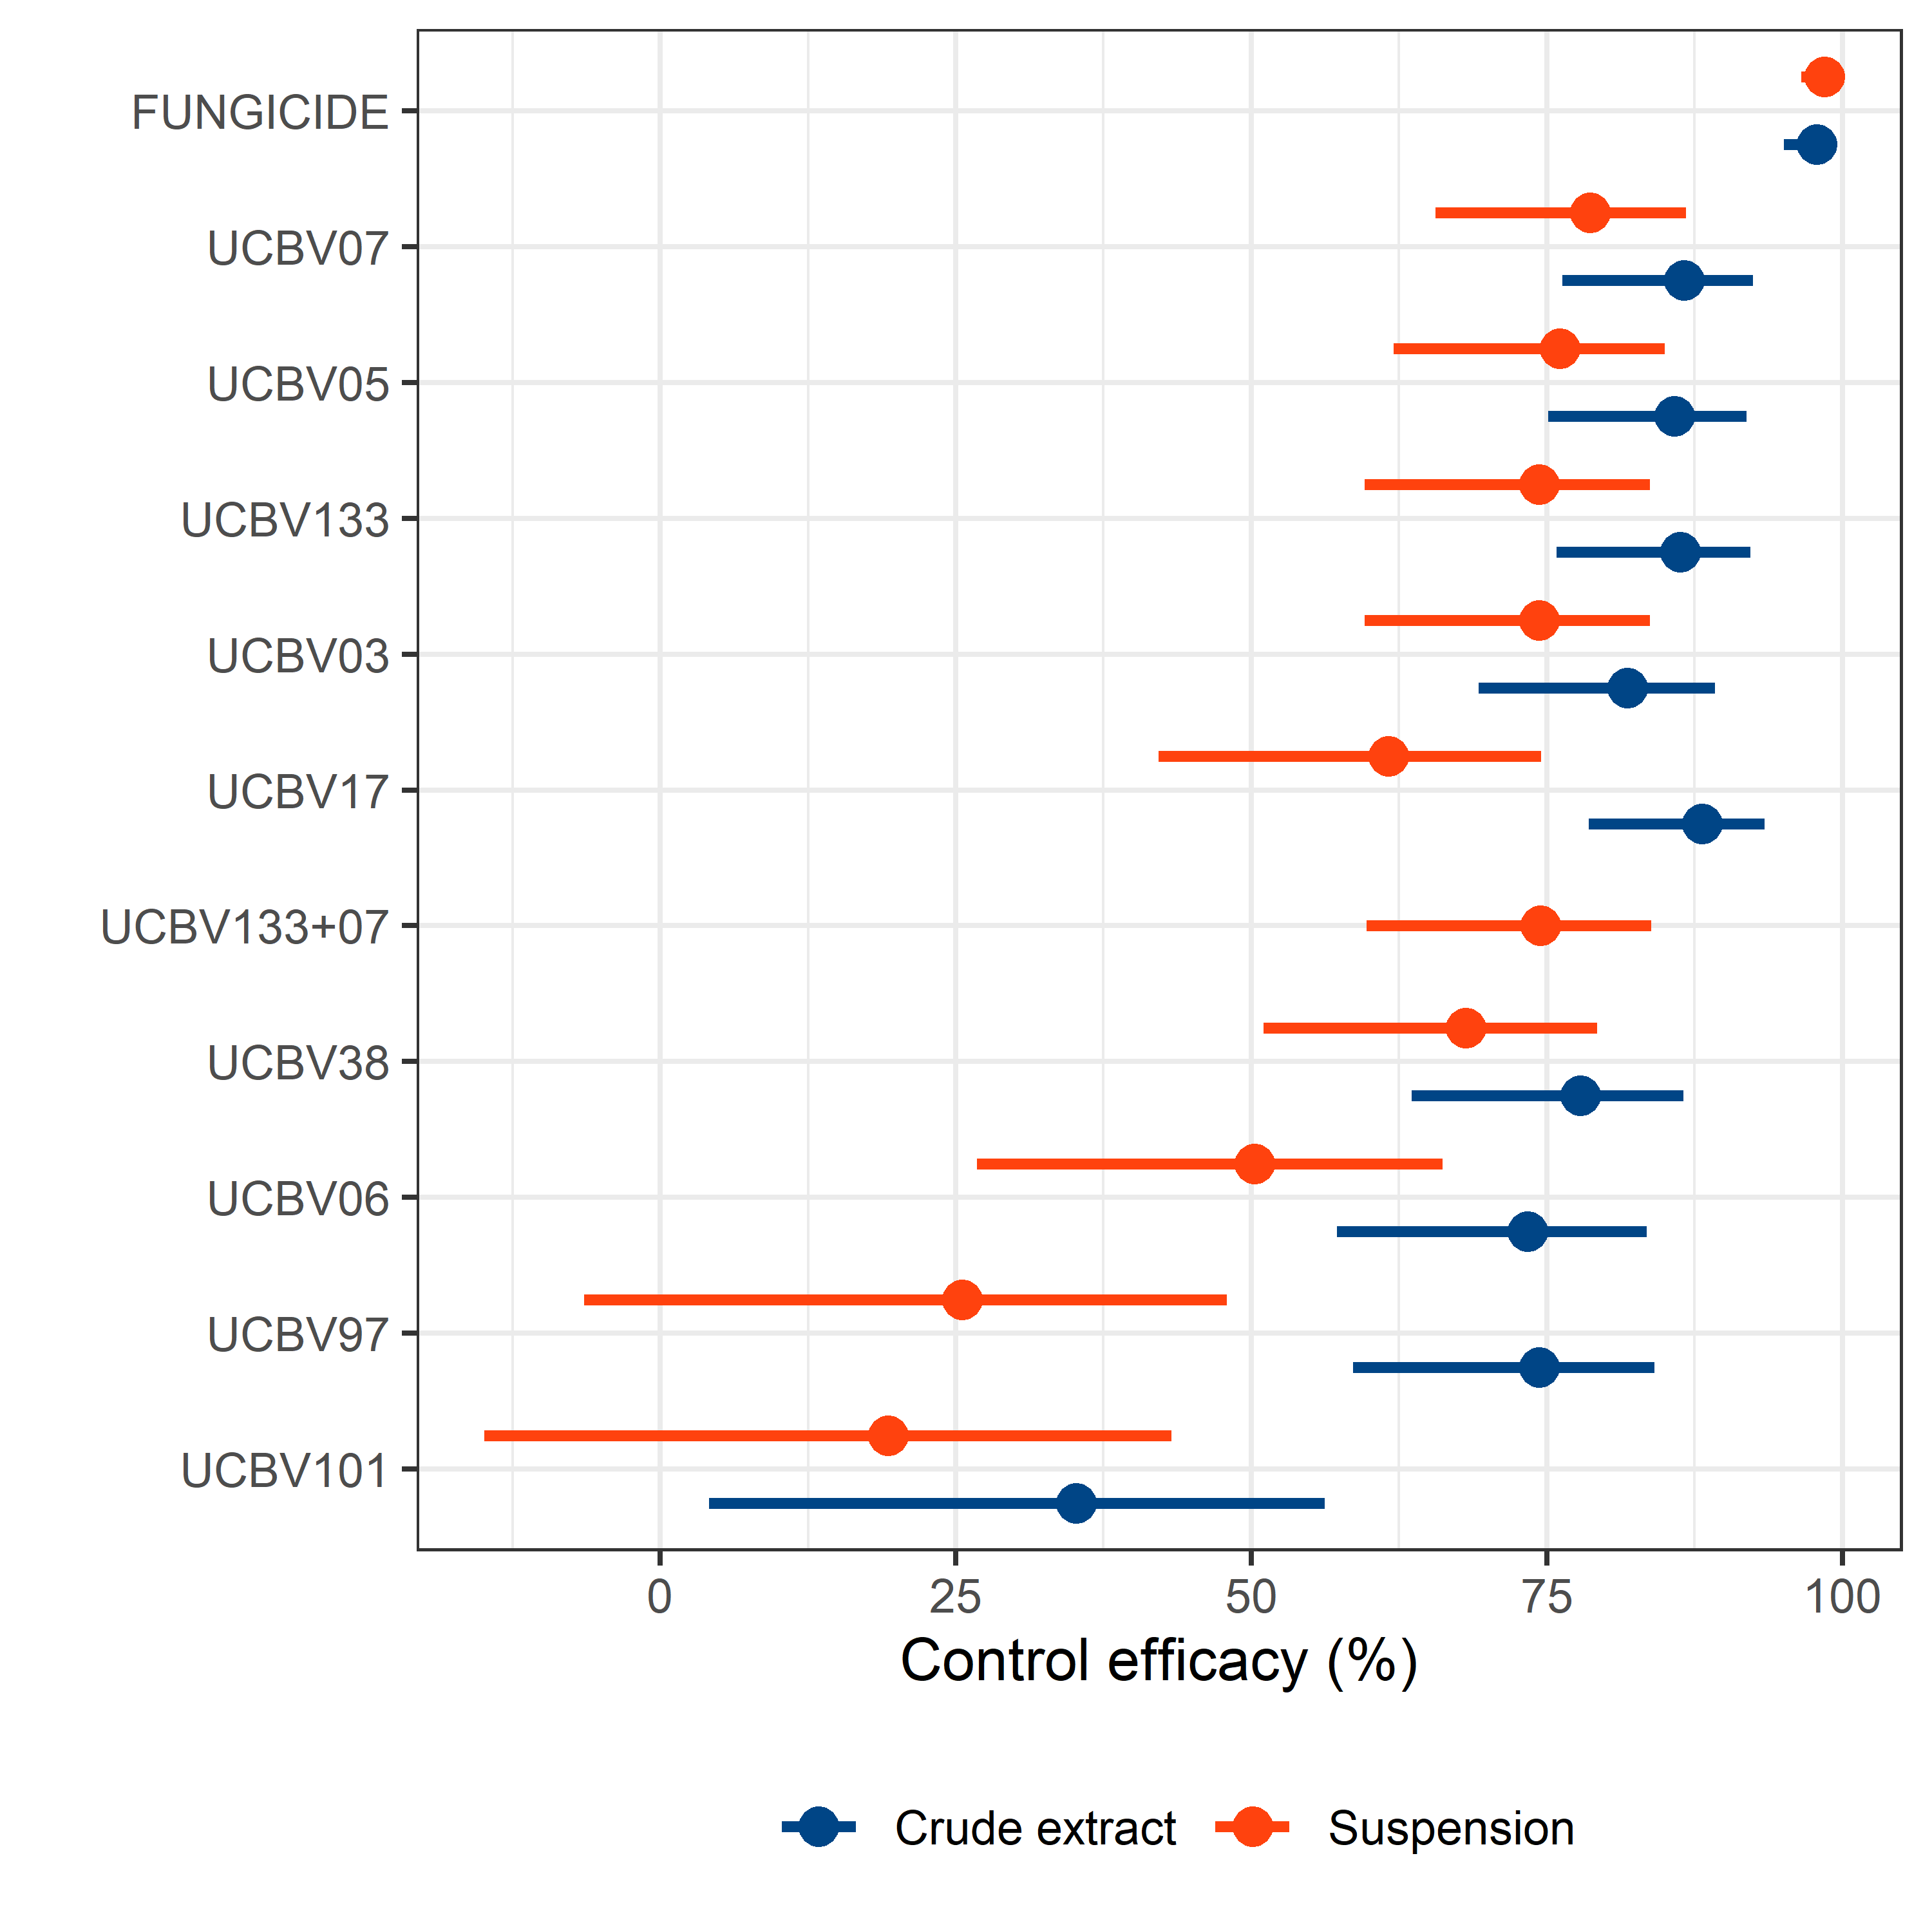 FUNGICIDE
UCBV07
UCBV05
UCBV133
UCBV03
UCBV17
UCBV133+07
UCBV38
UCBV06
UCBV97
UCBV101
0 25 50 75 100
Control efficacy (%)
Crude extract Suspension